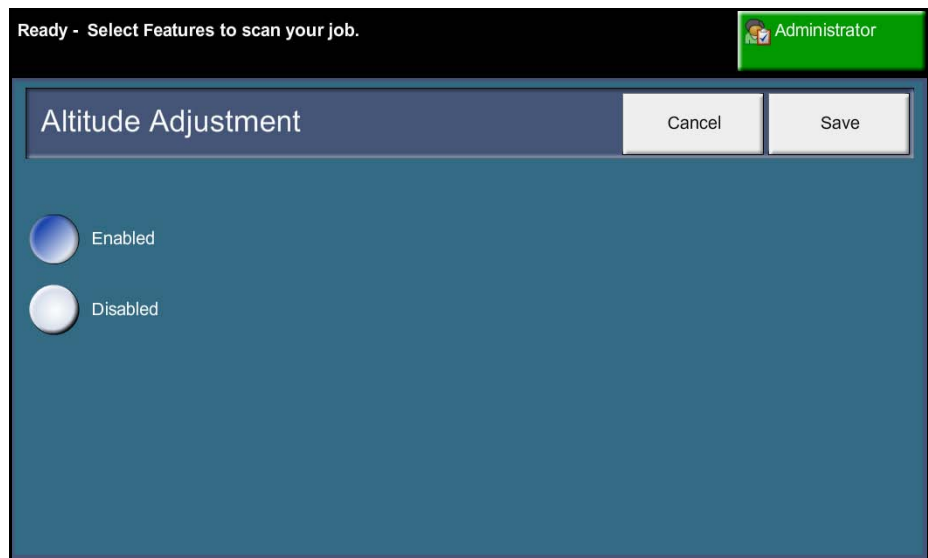 Ready -  Select Features to scan your job.
Administrator
Altitude Adjustment
Cancel
Save
Enabled
Disabled